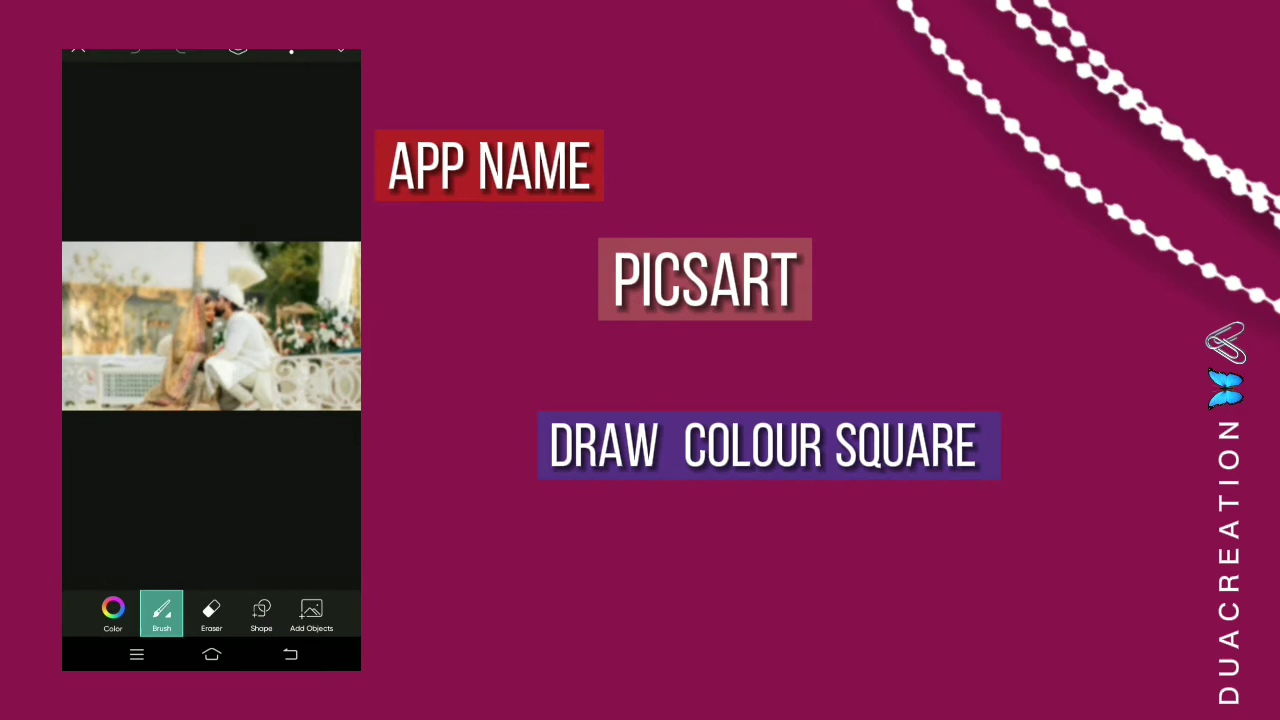 APP NAME
PICSART
DRAW COLOUR SQUARE
Color
Brush
Eraser
Shape
Add Objects
DUACREATION